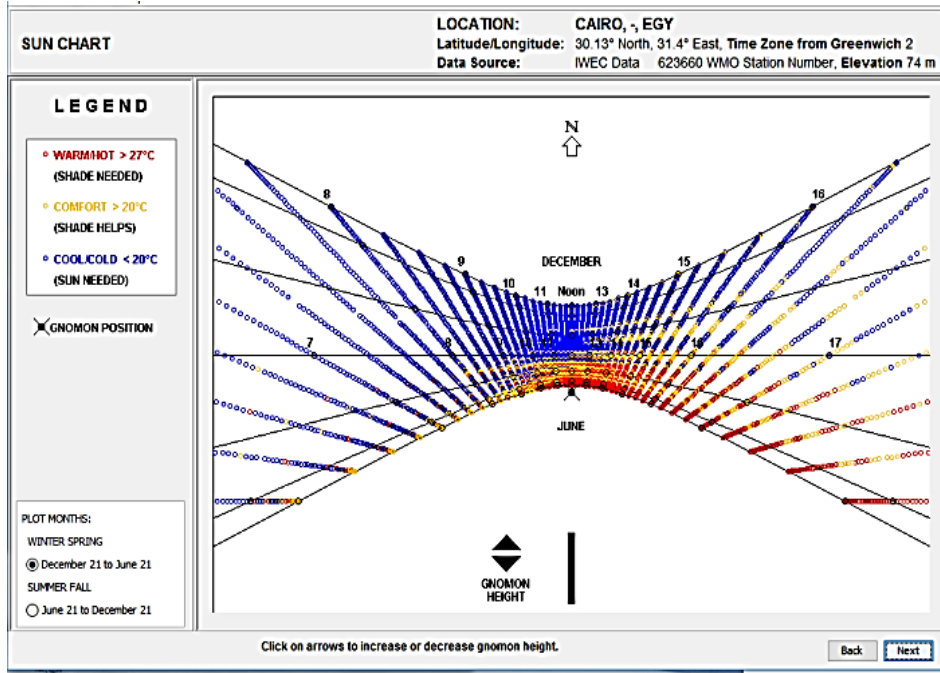 SUN CHART
LOCATION: CAIRO, -, EGY
Latitude/Longitude: 30.13° North, 31.4° East, Time Zone from Greenwich 2
Data Source: IWEC Data 623660 WMO Station Number, Elevation 74 m
LEGEND
WARM/HOT > 27°C
(SHADE NEEDED)
COMFORT > 20°C
(SHADE HELPS)
COOL/COLD < 20°C
(SUN NEEDED)
GNOMON POSITION
PLOT MONTHS:
WINTER SPRING
December 21 to June 21
SUMMER FALL
June 21 to December 21
N
8 16
9 DECEMBER 15
10 11 Noon 13 14
7 8 15 16 17
JUNE
GNOMON
HEIGHT
Click on arrows to increase or decrease gnomon height.
Back Next